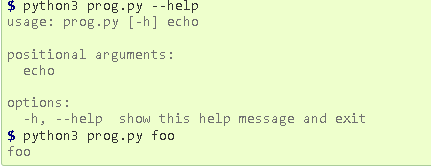 $ python3 prog.py --help
usage: prog.py [-h] echo

positional arguments:
  echo

options:
  -h, --help  show this help message and exit
$ python3 prog.py foo
foo